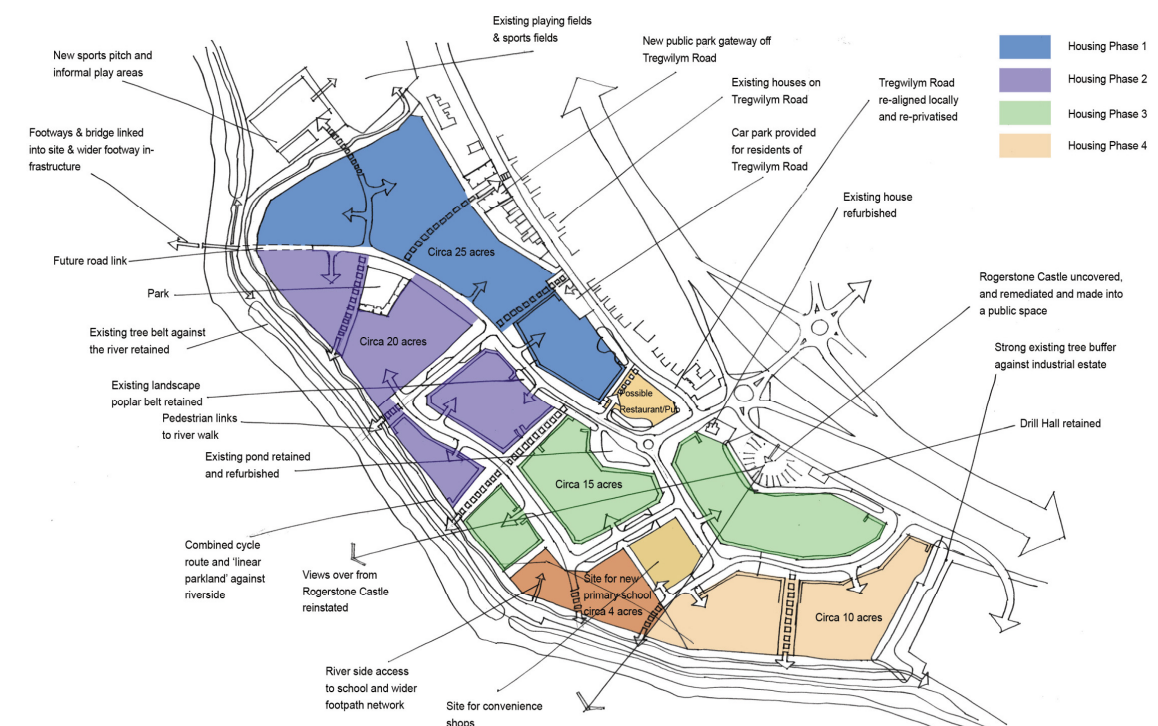 Existing playing fields
& sports fields
New sports pitch and
informal play areas
New public park gateway off
Tregwilym Road
Existing houses on
Tregwilym Road
Tregwilym Road
re-aligned locally
and re-privatised
Housing Phase 1
Housing Phase 2
Housing Phase 3
Housing Phase 4
Footways & bridge linked
into site & wider footway in-
frastructure
Car park provided
for residents of
Tregwilym Road
Existing house
refurbished
Circa 25 acres
Future road link
Park
Rogerstone Castle uncovered,
and remediated and made into
a public space
Existing tree belt against
the river retained
Circa 20 acres
Strong existing tree buffer
against industrial estate
Existing landscape
poplar belt retained
Possible
Restaurant/Pub
Pedestrian links
to river walk
Drill Hall retained
Existing pond retained
and refurbished
Circa 15 acres
Combined cycle
route and ‘linear
parkland’ against
riverside
Views over from
Rogerstone Castle
reinstated
Site for new
primary school
circa 4 acres
Circa 10 acres
River side access
to school and wider
footpath network
Site for convenience
shops